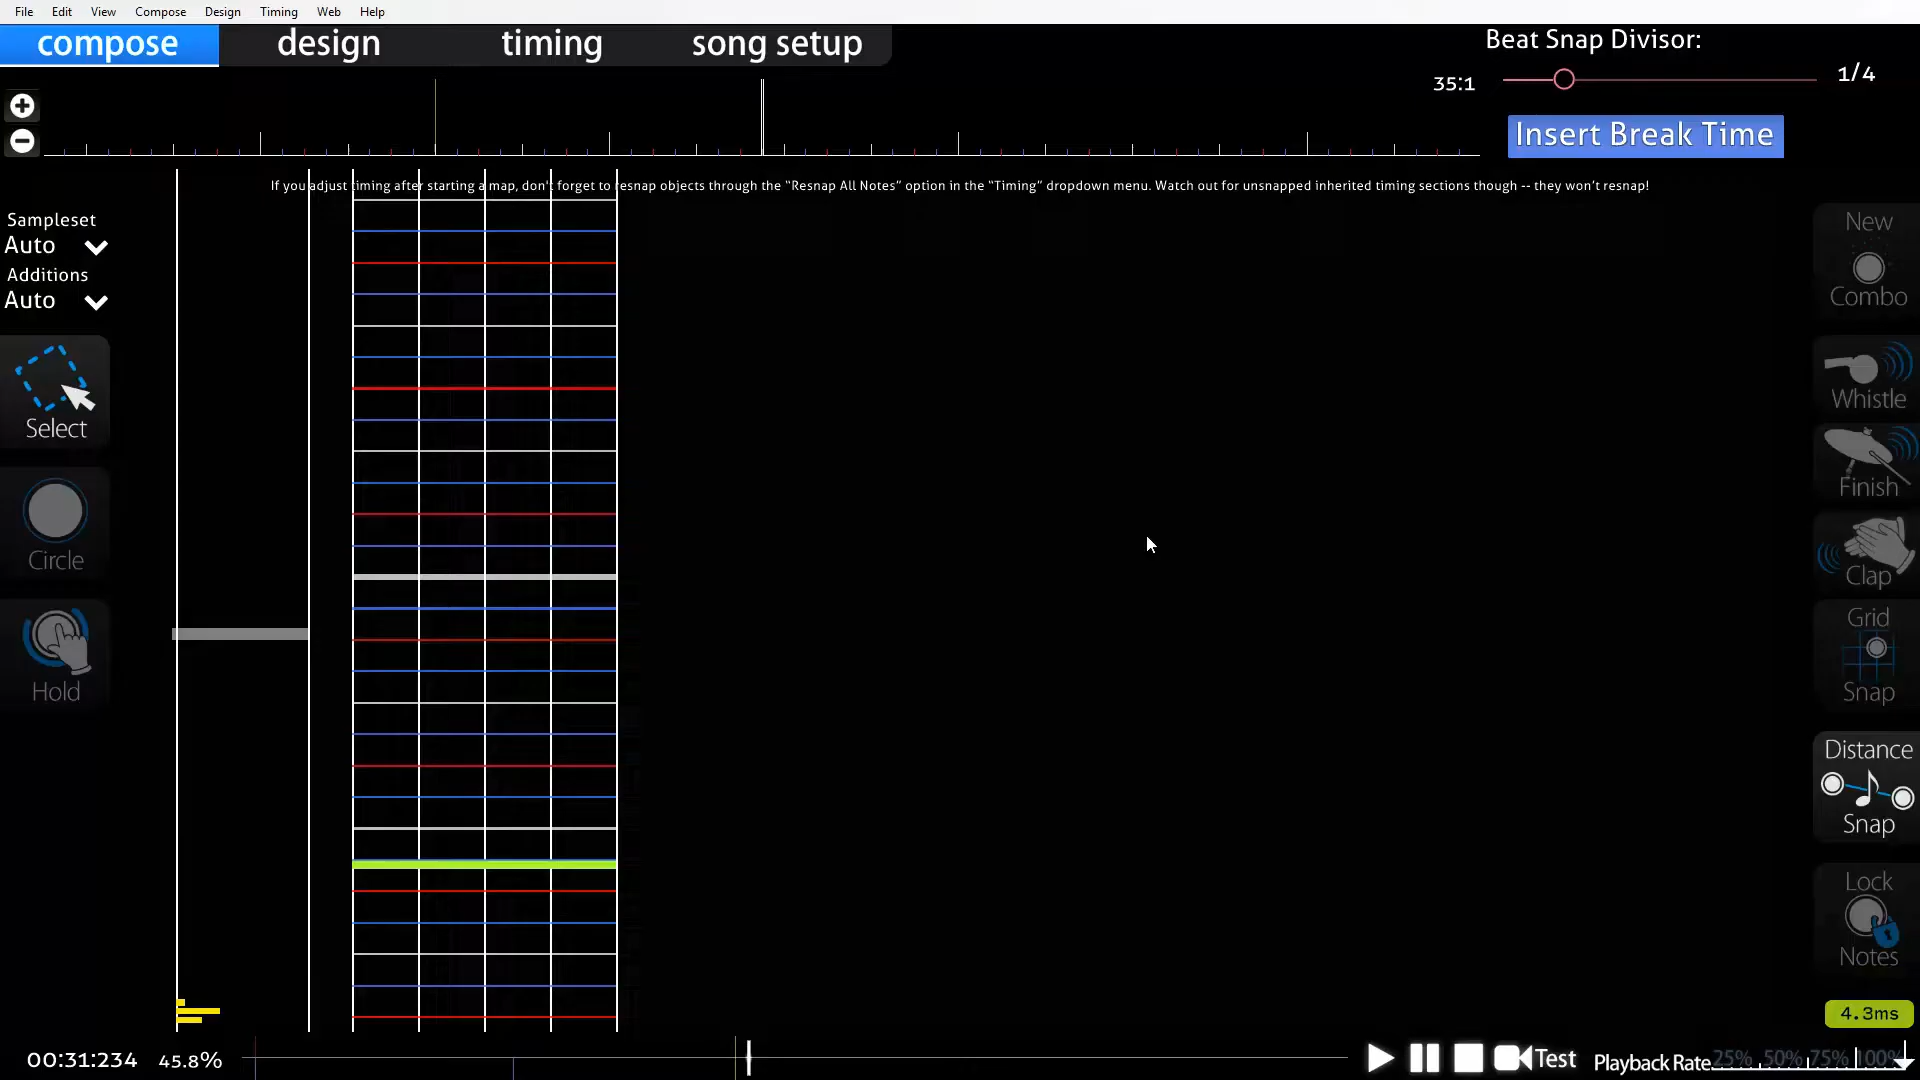 File Edit View Compose Design Timing Web Help
compose design timing song setup
Beat Snap Divisor:
35:1 1/4
Insert Break Time
If you adjust timing after starting a map, don't forget to resnap objects through the “Resnap All Notes” option in the “Timing” dropdown menu. Watch out for unsnapped inherited timing sections though -- they won't resnap!
Sampleset
Auto
Additions
Auto
Select
Circle
Hold
New
Combo
Whistle
Finish
Clap
Grid
Snap
Distance
Snap
Lock
Notes
4.3ms
00:31:234 45.8% Test Playback Rate 25% 50% 75% 100%